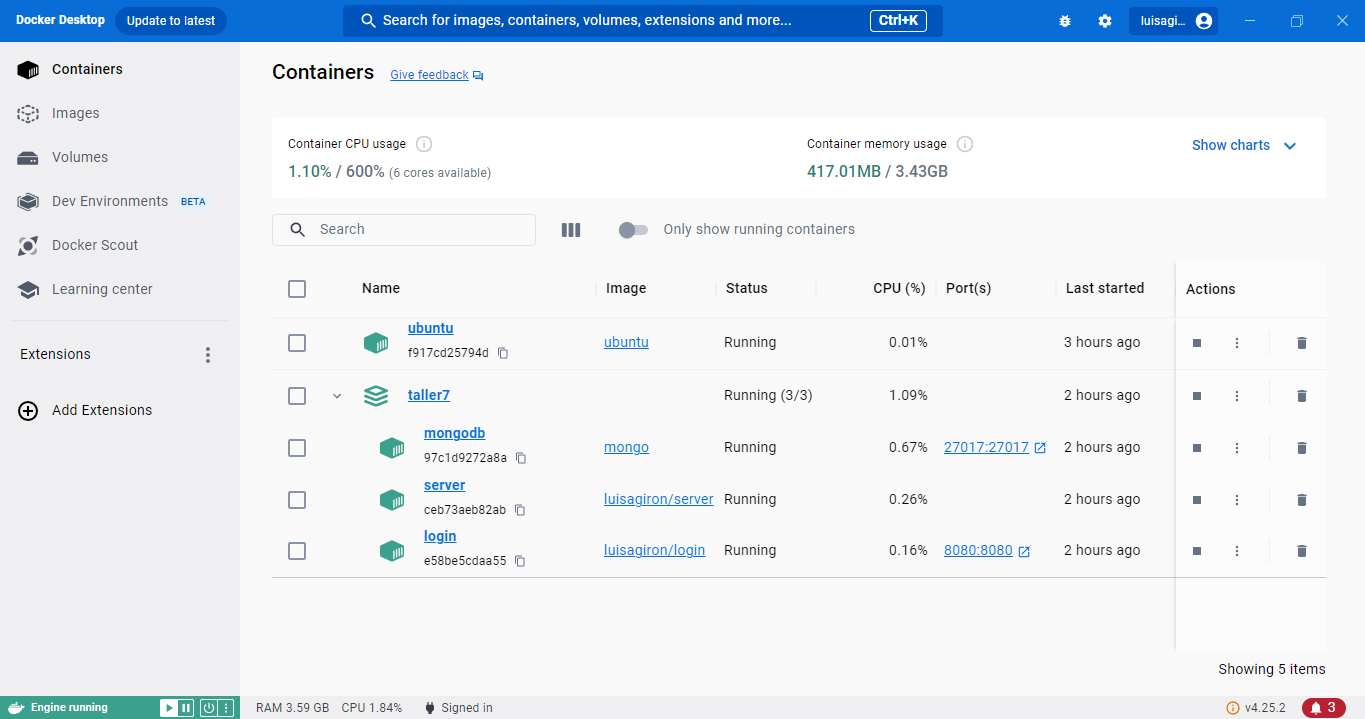 Docker Desktop Update to latest Search for images, containers, volumes, extensions and more... Ctrl+K luisagi...
Containers
Images
Volumes
Dev Environments BETA
Docker Scout
Learning center
Extensions
Add Extensions
Containers Give feedback
Container CPU usage
1.10% / 600% (6 cores available)
Container memory usage
417.01MB / 3.43GB
Show charts
Search
Only show running containers
Name Image Status CPU (%) Port(s) Last started Actions
ubuntu
f917cd25794d
ubuntu Running 0.01% 3 hours ago
taller7 Running (3/3) 1.09% 2 hours ago
mongodb
97c1d9272a8a
mongo Running 0.67% 27017:27017 2 hours ago
server
ceb73aeb82ab
luisagiron/server Running 0.26% 2 hours ago
login
e58be5cdaa55
luisagiron/login Running 0.16% 8080:8080 2 hours ago
Showing 5 items
Engine running RAM 3.59 GB CPU 1.84% Signed in v4.25.2 3